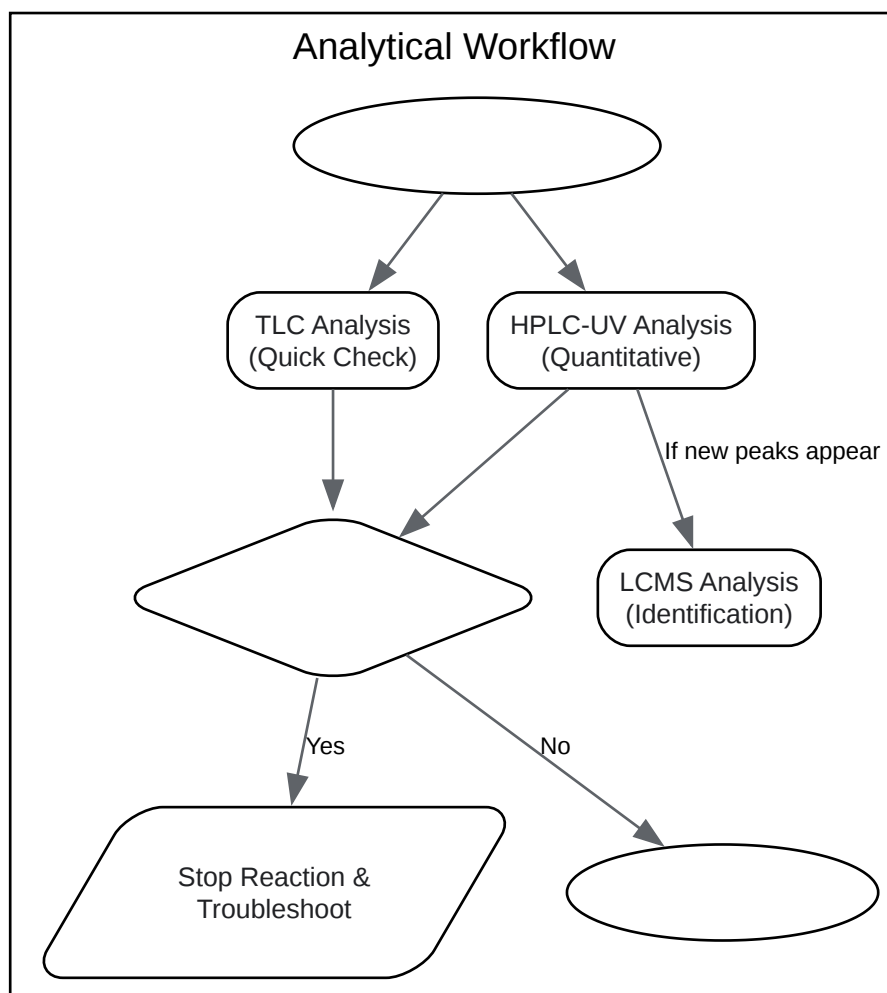 Analytical Workflow
TLC Analysis
(Quick Check)
HPLC-UV Analysis
(Quantitative)
If new peaks appear
LCMS Analysis
(Identification)
Yes
No
Stop Reaction &
Troubleshoot